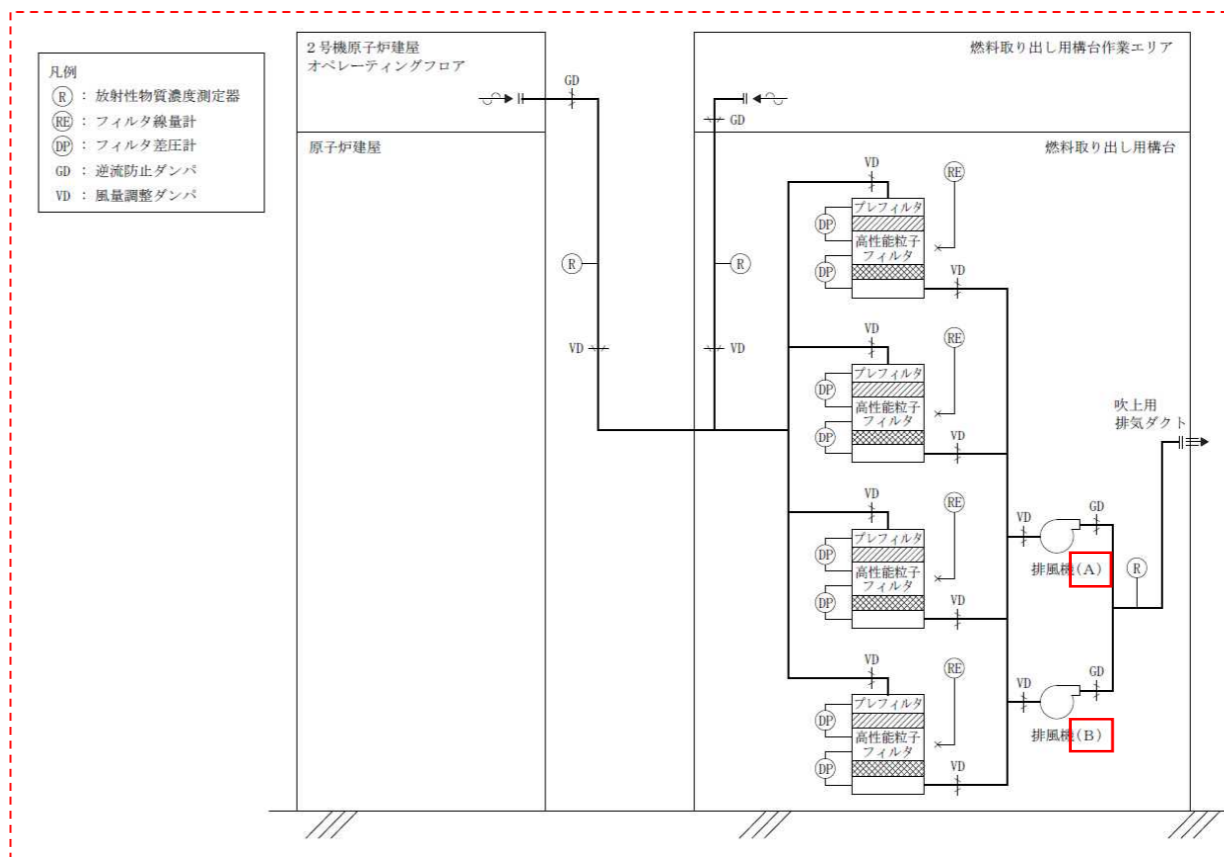 凡例
R : 放射性物質濃度測定器
RE : フィルタ線量計
DP : フィルタ差圧計
GD : 逆流防止ダンパ
VD : 風量調整ダンパ
2号機原子炉建屋
オペレーティングフロア
GD
原子炉建屋
R
VD
燃料取り出し用構台作業エリア
GD
燃料取り出し用構台
R
VD
VD
RE
プレフィルタ
DP
高性能粒子
フィルタ
DP
VD
VD
RE
プレフィルタ
DP
高性能粒子
フィルタ
DP
VD
VD
RE
プレフィルタ
DP
高性能粒子
フィルタ
DP
VD
VD
RE
プレフィルタ
DP
高性能粒子
フィルタ
DP
VD
VD
GD
排風機(A)
VD
GD
排風機(B)
R
吹上用
排気ダクト